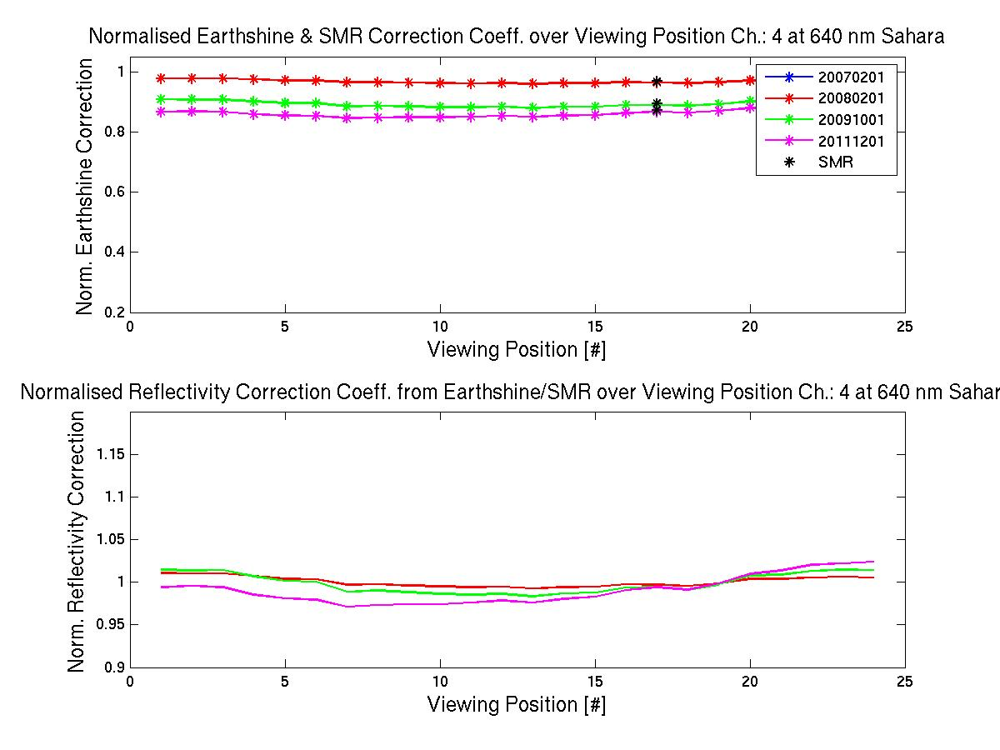 Normalised Earthshine & SMR Correction Coeff. over Viewing Position Ch.: 4 at 640 nm Sahara
Norm. Earthshine Correction
1
0.8
0.6
0.4
0.2
0 5 10 15 20 25
Viewing Position [#]
20070201
20080201
20091001
20111201
SMR
Normalised Reflectivity Correction Coeff. from Earthshine/SMR over Viewing Position Ch.: 4 at 640 nm Sahar
Norm. Reflectivity Correction
1.15
1.1
1.05
1
0.95
0.9
0 5 10 15 20 25
Viewing Position [#]